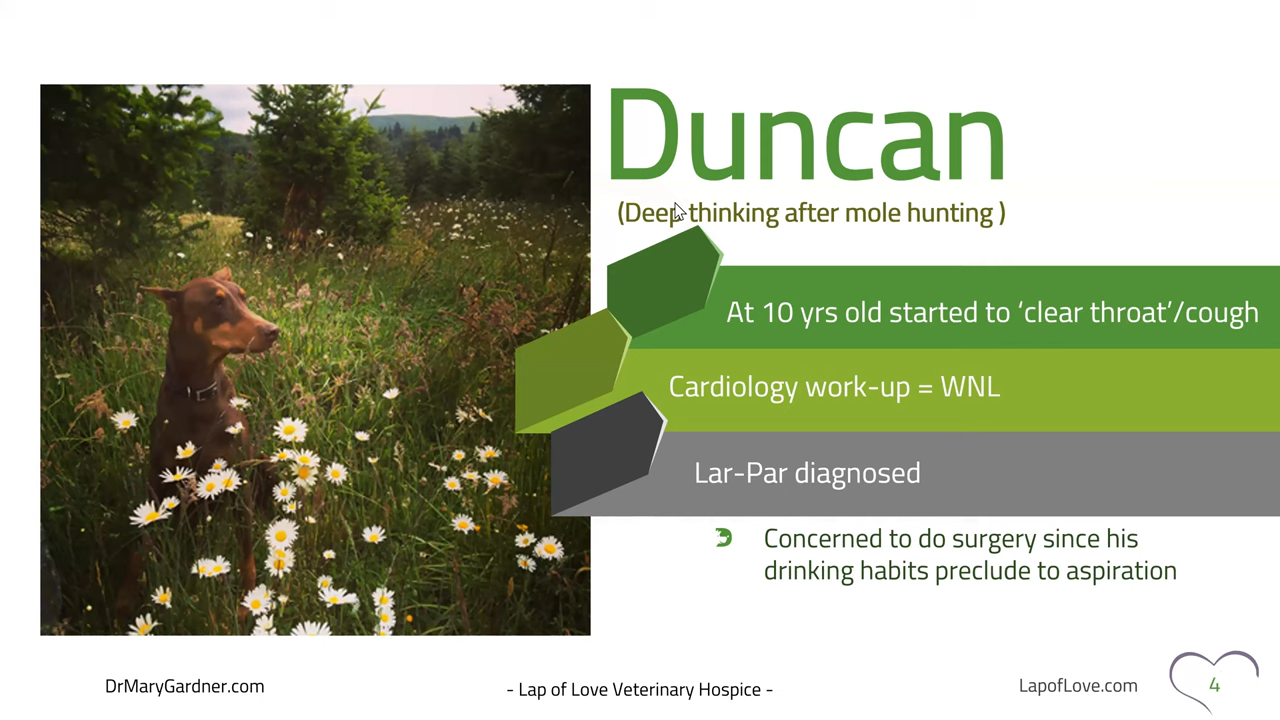 Duncan
(Deep thinking after mole hunting )
At 10 yrs old started to ‘clear throat’/cough
Cardiology work-up = WNL
Lar-Par diagnosed
Concerned to do surgery since his
drinking habits preclude to aspiration
DrMaryGardner.com
- Lap of Love Veterinary Hospice -
LapofLove.com
4